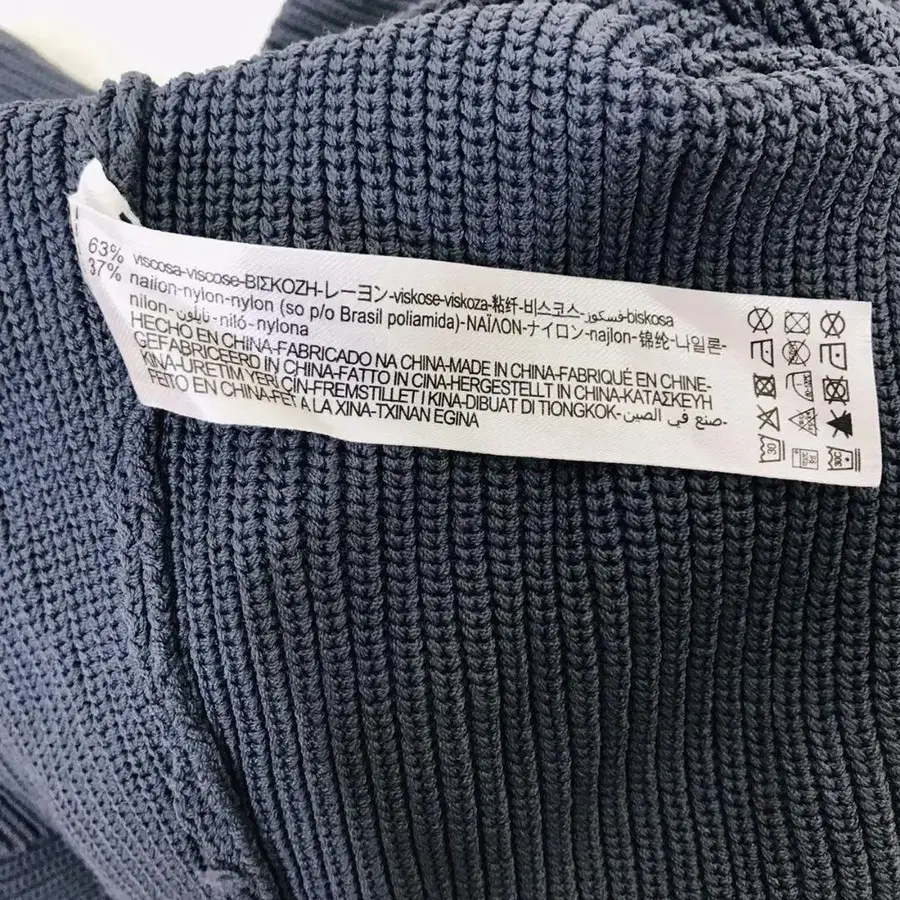 63% viscosa-viscose-ΒΙΣΚΟΖΗ-レーヨン-viskose-viskoza-粘纤-비스코스-فسكوز-biskosa
37% nailon-nylon-nylon (so p/o Brasil poliamida)-ΝΑΪΛΟΝ-ナイロン-najlon-锦纶-나일론-
nilon-نايلون-niló-nylona
HECHO EN CHINA-FABRICADO NA CHINA-MADE IN CHINA-FABRIQUÉ EN CHINE-
GEFABRICEERD IN CHINA-FATTO IN CINA-HERGESTELLT IN CHINA-ΚΑΤΑΣΚΕΥΗ
KINA-URETIM YERİ ÇİN-FREMSTILLET I KINA-DIBUAT DI TIONGKOK-صنع في الصين-
FEITO EN CHINA-FET A LA XINA-TXINAN EGINA
30
30C